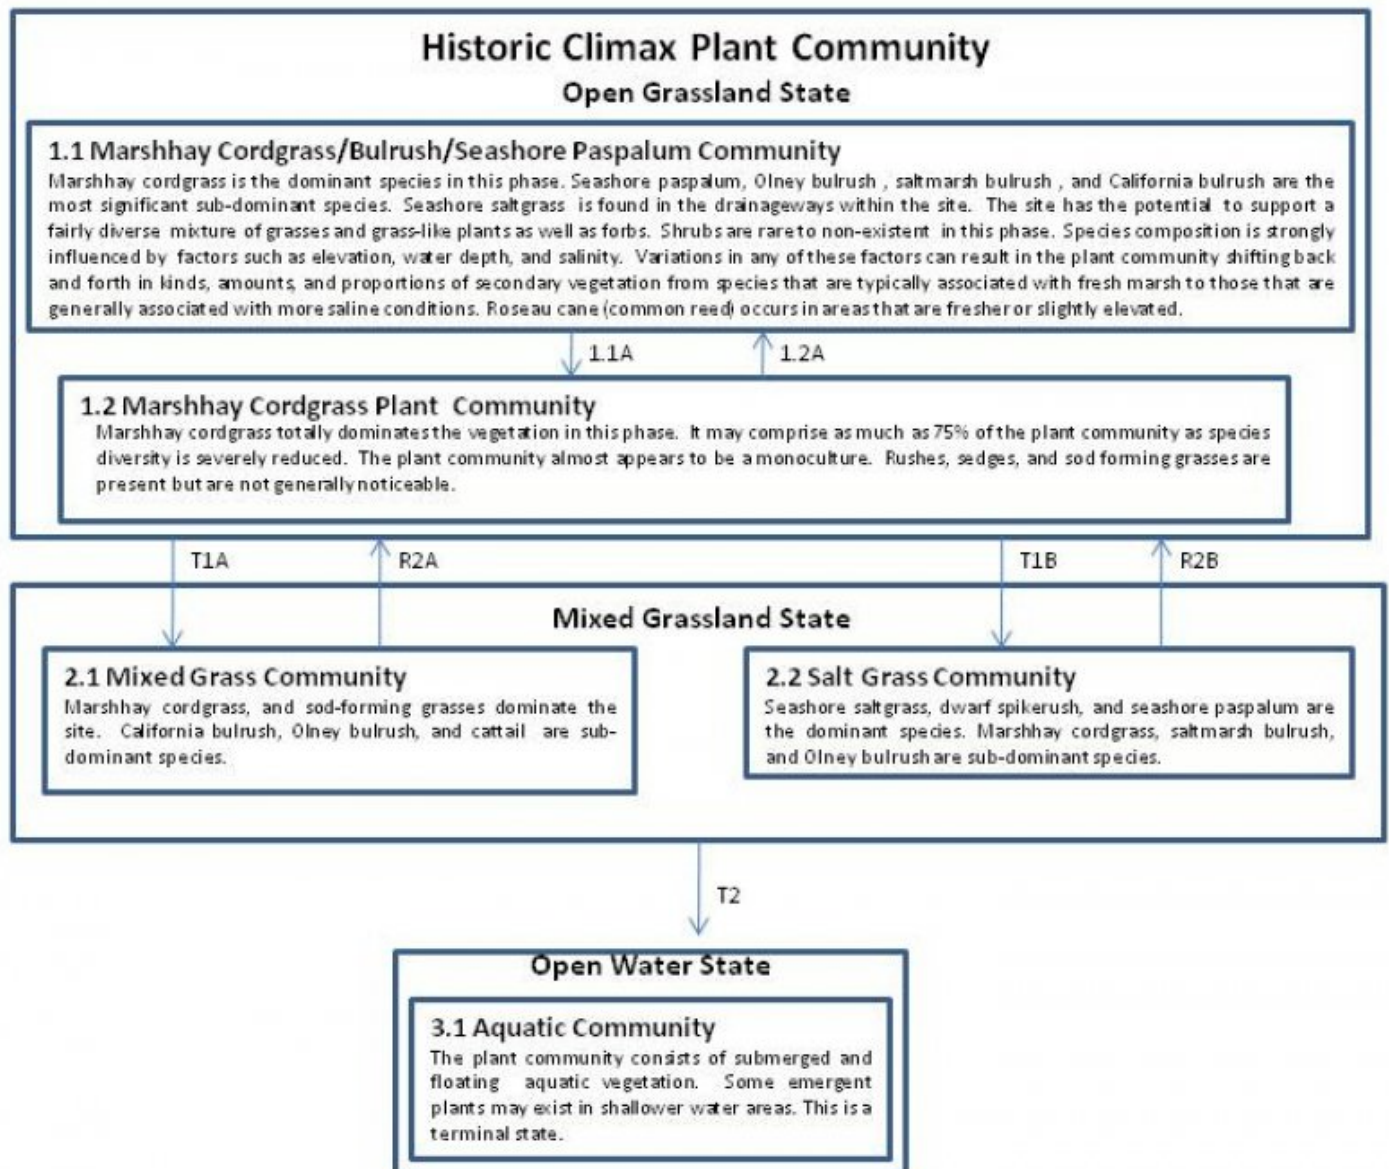 Historic Climax Plant Community
Open Grassland State
1.1 Marshhay Cordgrass/Bulrush/Seashore Paspalum Community
Marshhay cordgrass is the dominant species in this phase. Seashore paspalum, Olney bulrush , saltmarsh bulrush , and California bulrush are the
most significant sub-dominant species. Seashore saltgrass is found in the drainageways within the site. The site has the potential to support a
fairly diverse mixture of grasses and grass-like plants as well as forbs. Shrubs are rare to non-existent in this phase. Species composition is strongly
influenced by factors such as elevation, water depth, and salinity. Variations in any of these factors can result in the plant community shifting back
and forth in kinds, amounts, and proportions of secondary vegetation from species that are typically associated with fresh marsh to those that are
generally associated with more saline conditions. Roseau cane (common reed) occurs in areas that are fresher or slightly elevated.
1.1A
1.2A
1.2 Marshhay Cordgrass Plant Community
Marshhay cordgrass totally dominates the vegetation in this phase. It may comprise as much as 75% of the plant community as species
diversity is severely reduced. The plant community almost appears to be a monoculture. Rushes, sedges, and sod forming grasses are
present but are not generally noticeable.
T1A
R2A
T1B
R2B
Mixed Grassland State
2.1 Mixed Grass Community
Marshhay cordgrass, and sod-forming grasses dominate the
site. California bulrush, Olney bulrush, and cattail are sub-
dominant species.
2.2 Salt Grass Community
Seashore saltgrass, dwarf spikerush, and seashore paspalum are
the dominant species. Marshhay cordgrass, saltmarsh bulrush,
and Olney bulrush are sub-dominant species.
T2
Open Water State
3.1 Aquatic Community
The plant community consists of submerged and
floating aquatic vegetation. Some emergent
plants may exist in shallower water areas. This is a
terminal state.